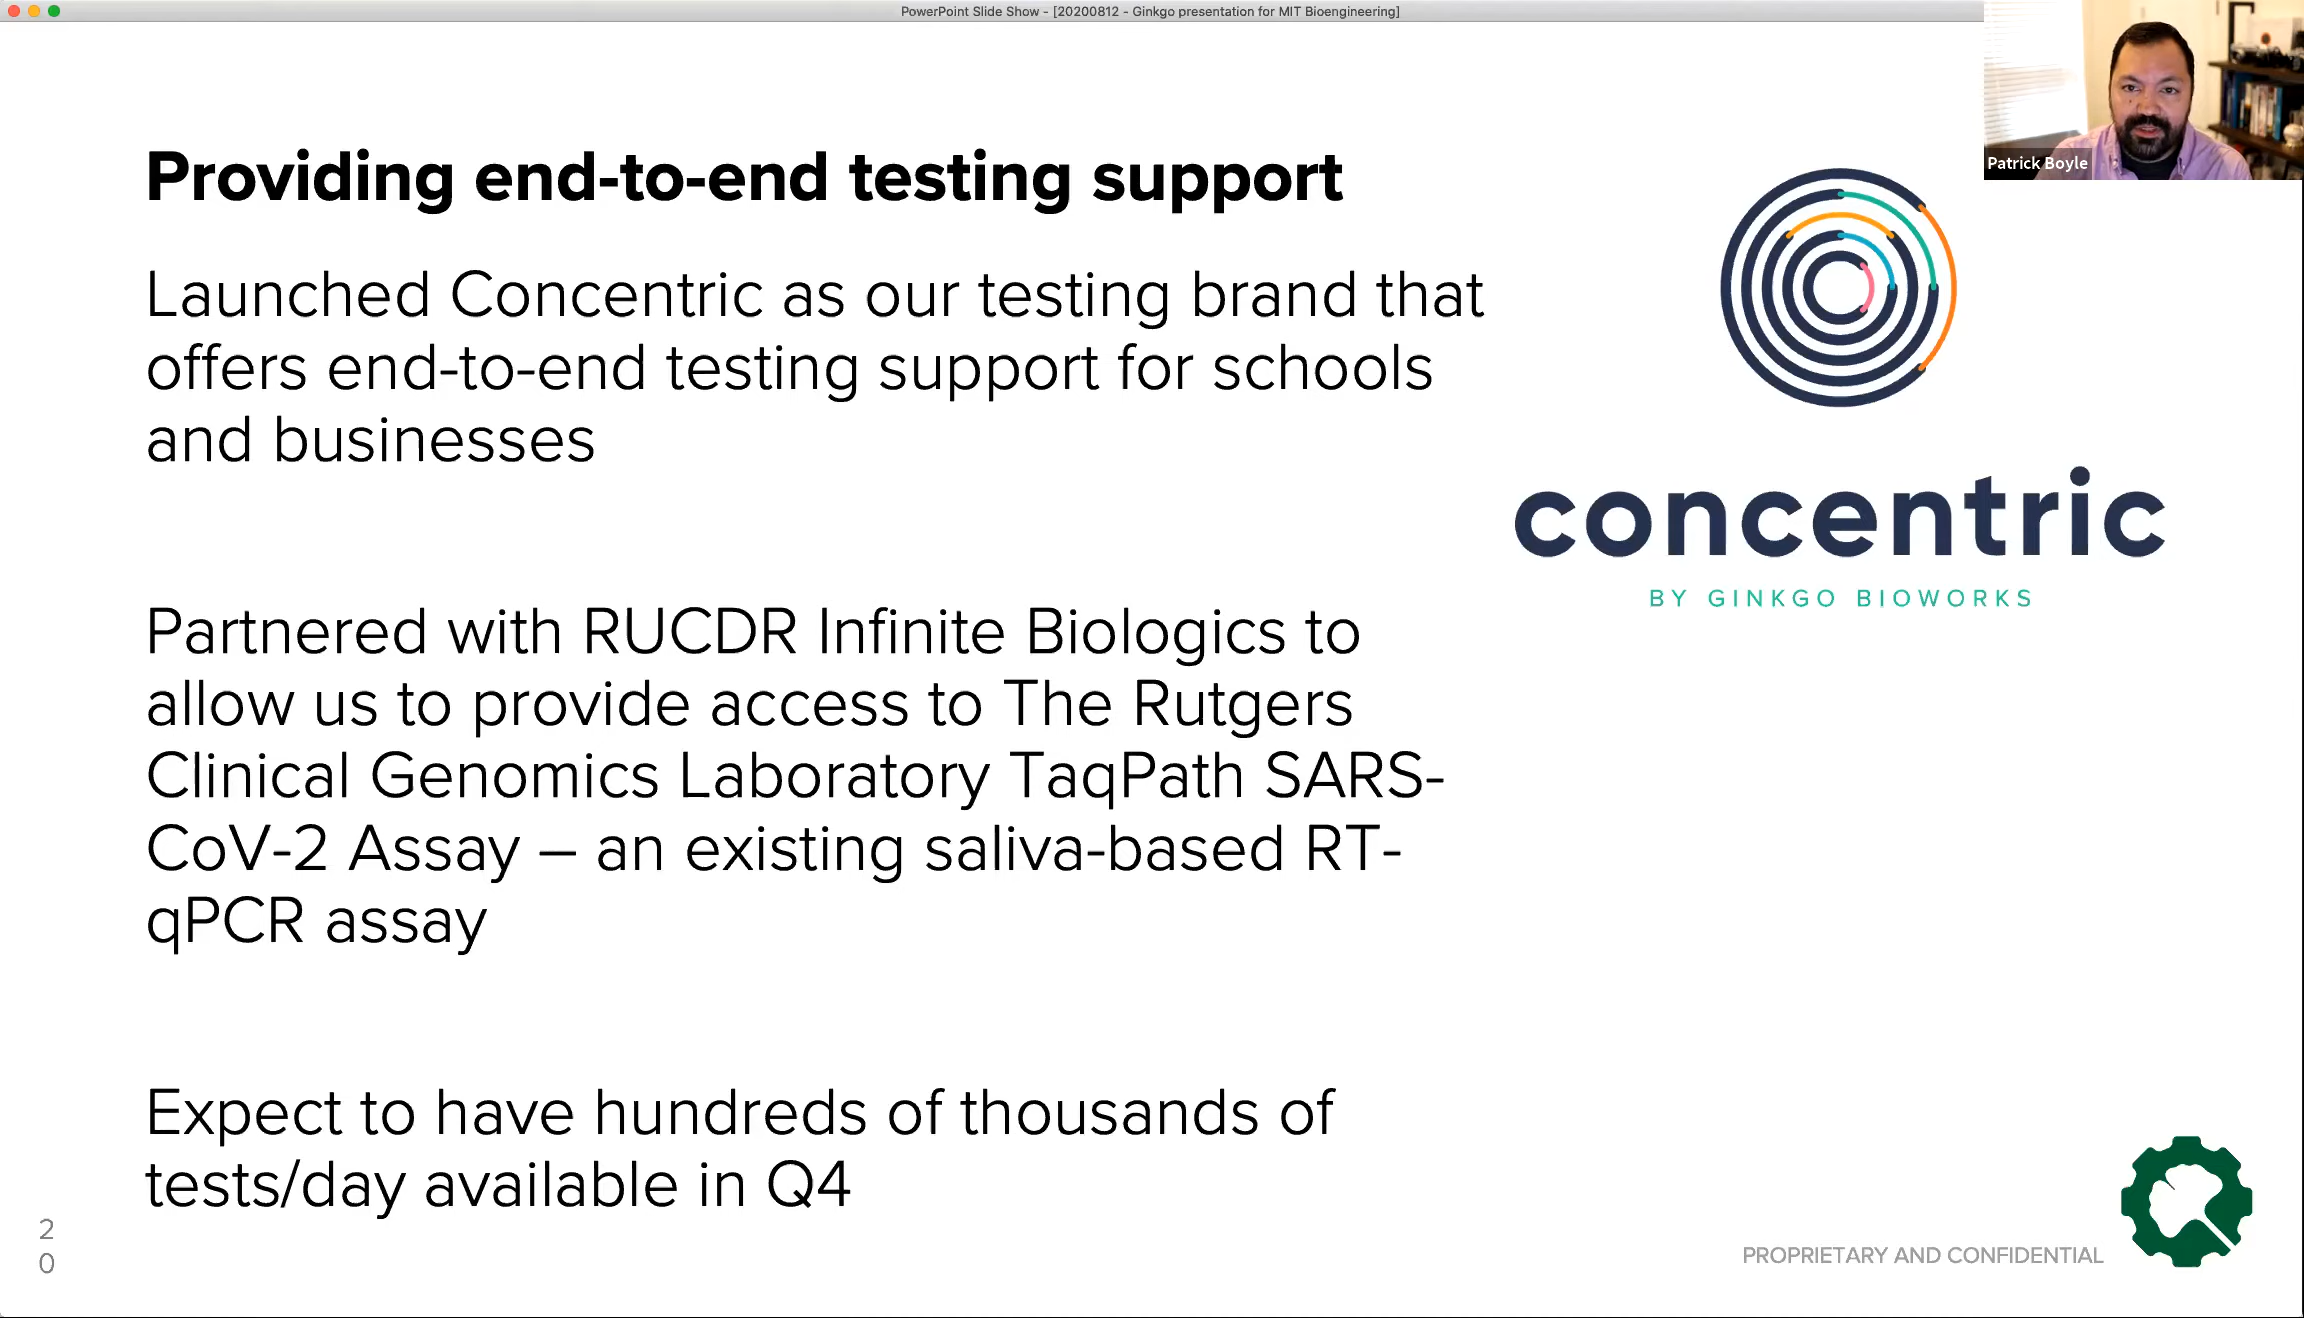 PowerPoint Slide Show - [20200812 - Ginkgo presentation for MIT Bioengineering]
Patrick Boyle
Providing end-to-end testing support
Launched Concentric as our testing brand that
offers end-to-end testing support for schools
and businesses
concentric
BY GINKGO BIOWORKS
Partnered with RUCDR Infinite Biologics to
allow us to provide access to The Rutgers
Clinical Genomics Laboratory TaqPath SARS-
CoV-2 Assay – an existing saliva-based RT-
qPCR assay
Expect to have hundreds of thousands of
tests/day available in Q4
2
0
PROPRIETARY AND CONFIDENTIAL